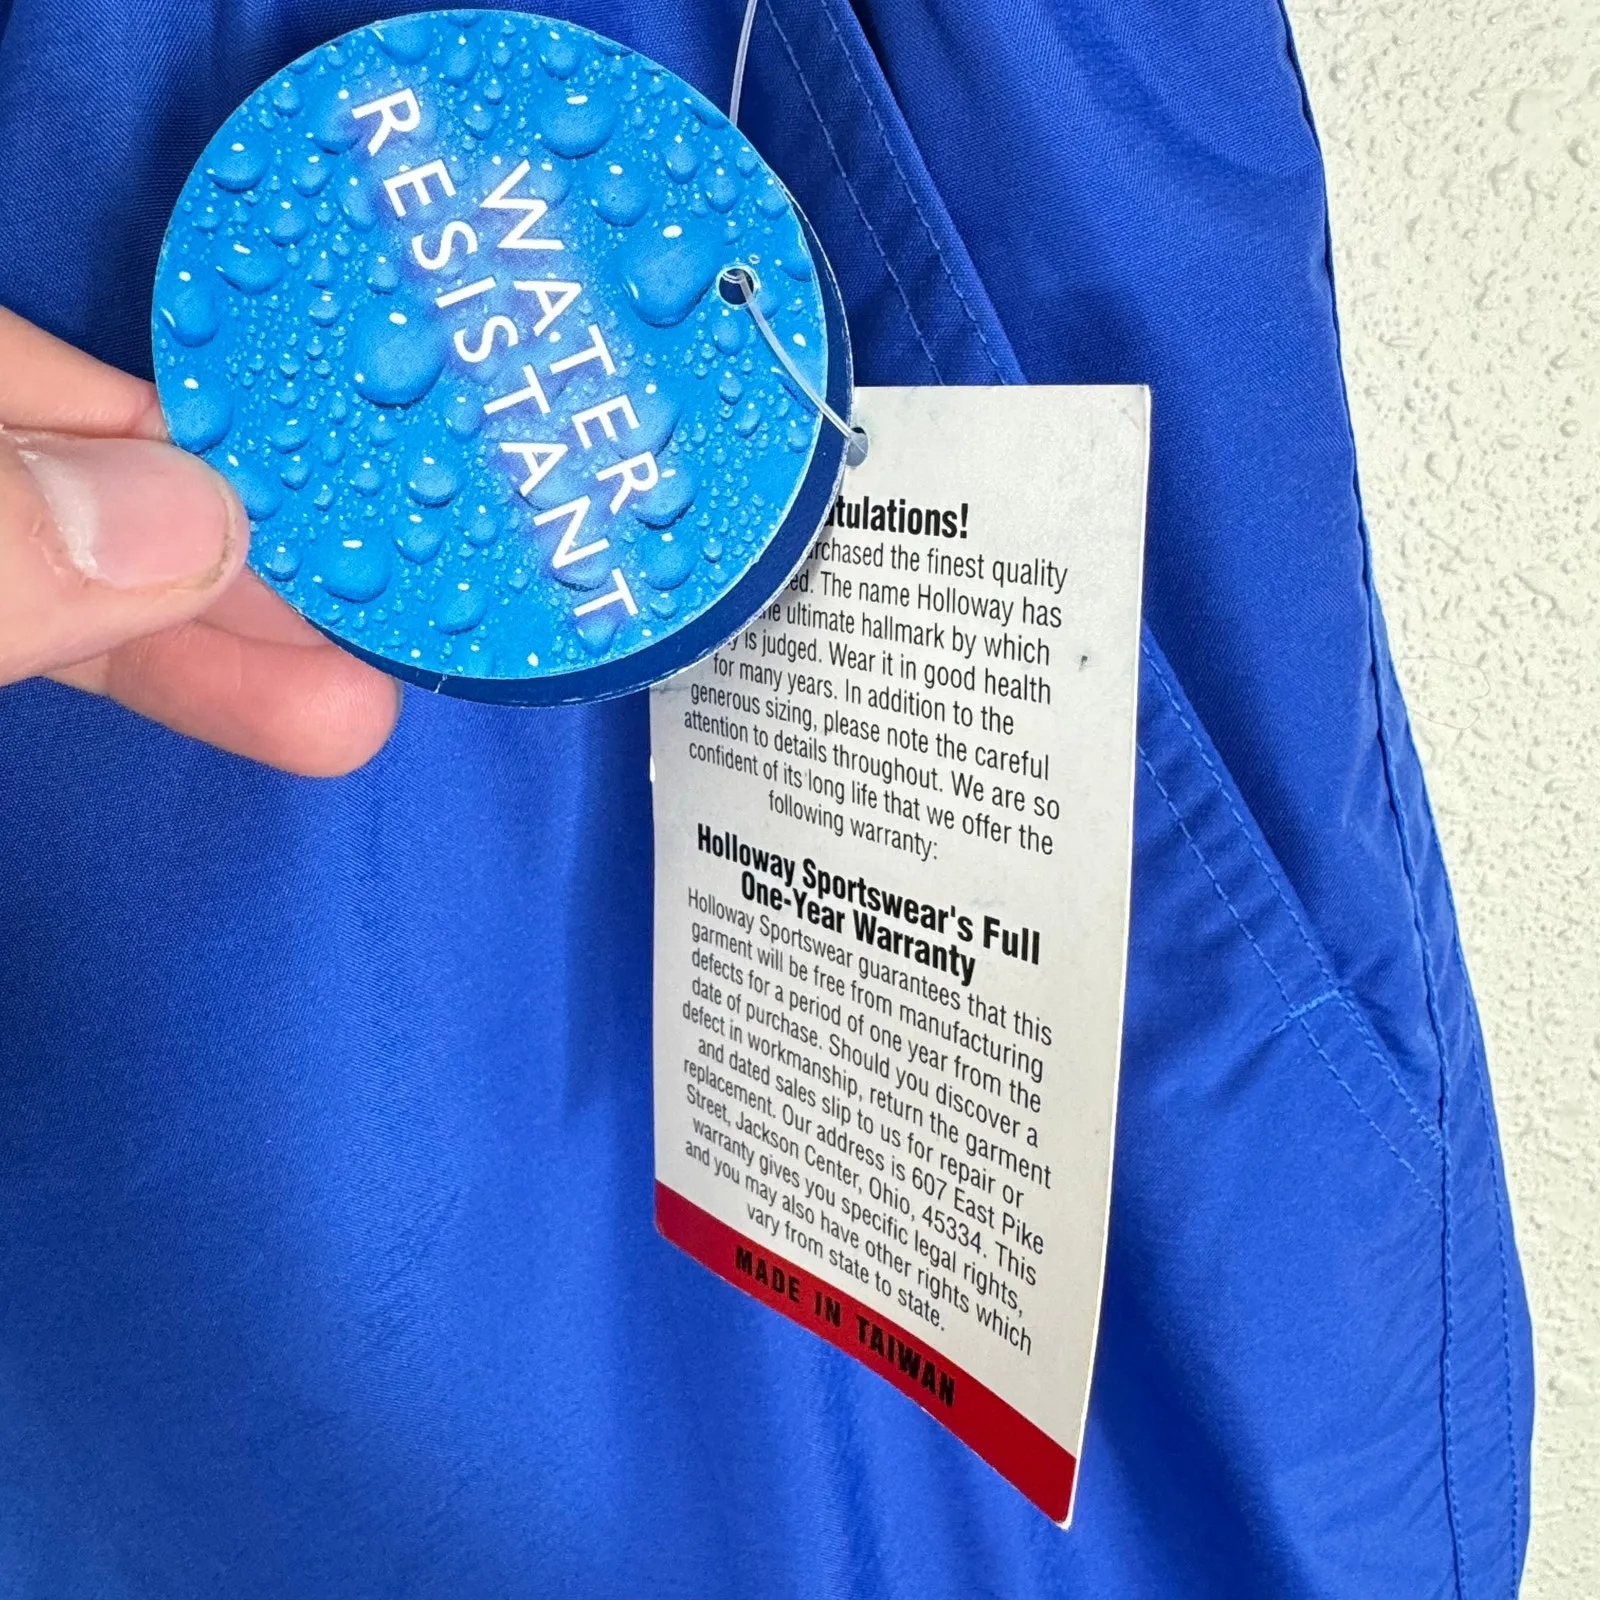 WATER
RESISTANT
tulations!
rchased the finest quality
ed. The name Holloway has
ultimate hallmark by which
is judged. Wear it in good health
for many years. In addition to the
generous sizing, please note the careful
attention to details throughout. We are so
confident of its long life that we offer the
following warranty:
Holloway Sportswear's Full
One-Year Warranty
Holloway Sportswear guarantees that this
garment will be free from manufacturing
defects for a period of one year from the
date of purchase. Should you discover a
defect in workmanship, return the garment
and dated sales slip to us for repair or
replacement. Our address is 607 East Pike
Street, Jackson Center, Ohio, 45334. This
warranty gives you specific legal rights,
and you may also have other rights which
vary from state to state.
MADE IN TAIWAN